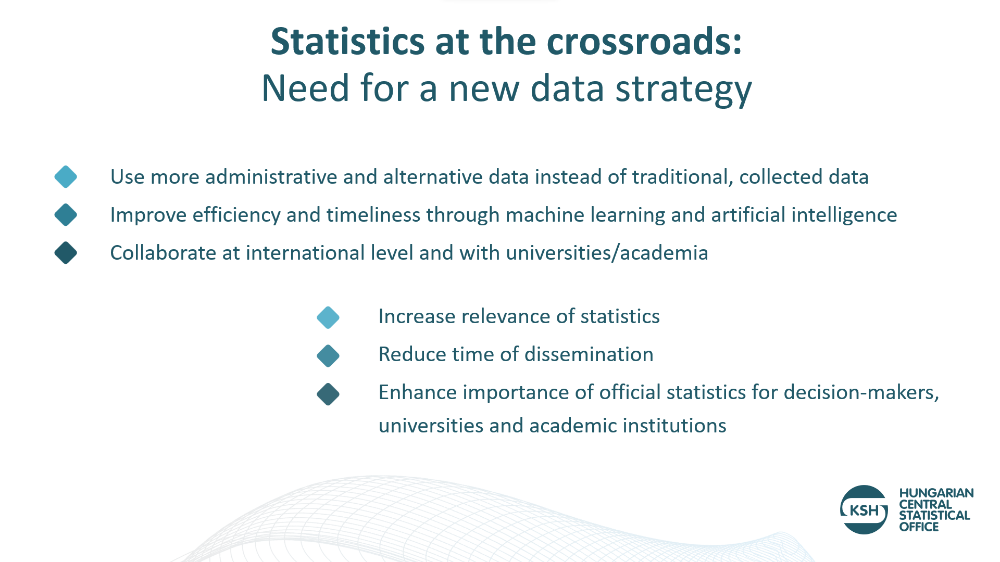 Statistics at the crossroads:
Need for a new data strategy
Use more administrative and alternative data instead of traditional, collected data
Improve efficiency and timeliness through machine learning and artificial intelligence
Collaborate at international level and with universities/academia
Increase relevance of statistics
Reduce time of dissemination
Enhance importance of official statistics for decision-makers,
universities and academic institutions
KSH
HUNGARIAN
CENTRAL
STATISTICAL
OFFICE